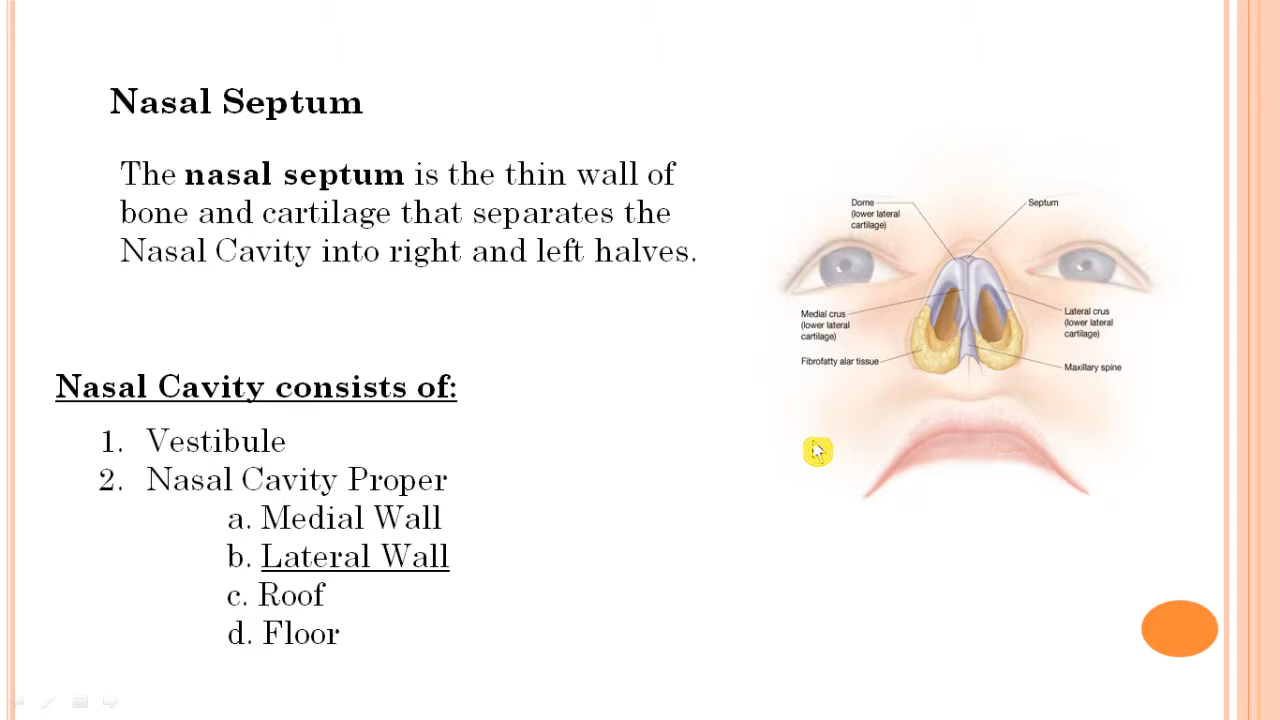 Nasal Septum
The nasal septum is the thin wall of
bone and cartilage that separates the
Nasal Cavity into right and left halves.
Nasal Cavity consists of:
1. Vestibule
2. Nasal Cavity Proper
a. Medial Wall
b. Lateral Wall
c. Roof
d. Floor
Dome
(lower lateral
cartilage)
Septum
Medial crus
(lower lateral
cartilage)
Lateral crus
(lower lateral
cartilage)
Fibrofatty alar tissue
Maxillary spine